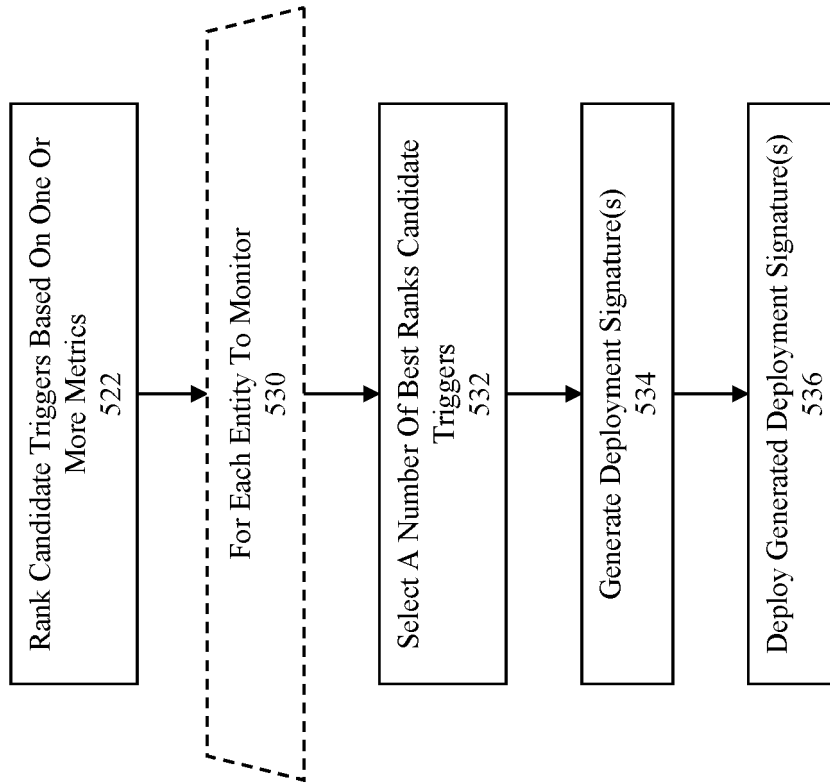 Rank Candidate Triggers Based On One Or
More Metrics
522
For Each Entity To Monitor
530
Select A Number Of Best Ranks Candidate
Triggers
532
Generate Deployment Signature(s)
534
Deploy Generated Deployment Signature(s)
536